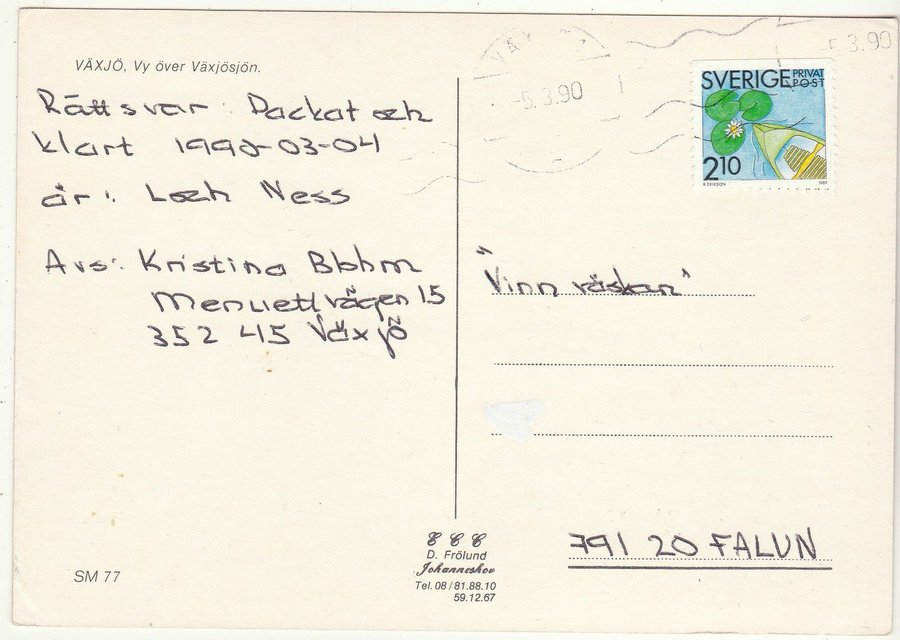 VÄXJÖ, Vy över Växjösjön.
Rättsvar: Packat och
klart 1990-03-04
är: Loch Ness
Avs: Kristina Blohm
Menuettvägen 15
352 45 Växjö
SM 77
-5.3.90
-5.3.90
SVERIGE PRIVAT POST
2 10
R. ERIKSON 1987
"Vinn väskan"
791 20 FALUN
C C C
D. Frölund
Johanneshov
Tel. 08/81.88.10
59.12.67